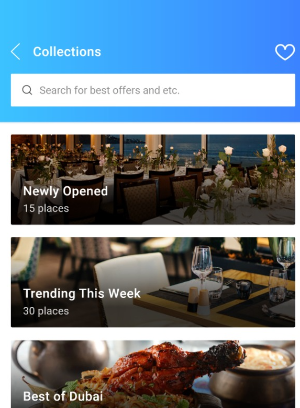 Collections
Search for best offers and etc.
Newly Opened
15 places
Trending This Week
30 places
Best of Dubai